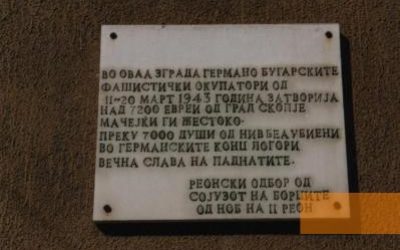 ВО ОВАА ЗГРАДА ГЕРМАНО БУГАРСКИТЕ
ФАШИСТИЧКИ ОКУПАТОРИ ОД
11-20 МАРТ 1943 ГОДИНА ЗАТВОРИЈА
НАД 7200 ЕВРЕИ ОД ГРАД СКОПЈЕ
МАЧЕЈКИ ГИ ЖЕСТОКО.
ПРЕКУ 7000 ДУШИ ОД НИВ БЕА УБИЕНИ
ВО ГЕРМАНСКИТЕ КОНЦ ЛОГОРИ
ВЕЧНА СЛАВА НА ПАДНАТИТЕ.
РЕОНСКИ ОДБОР ОД
СОЈУЗОТ НА БОРЦИТЕ
ОД НОБ НА II РЕОН